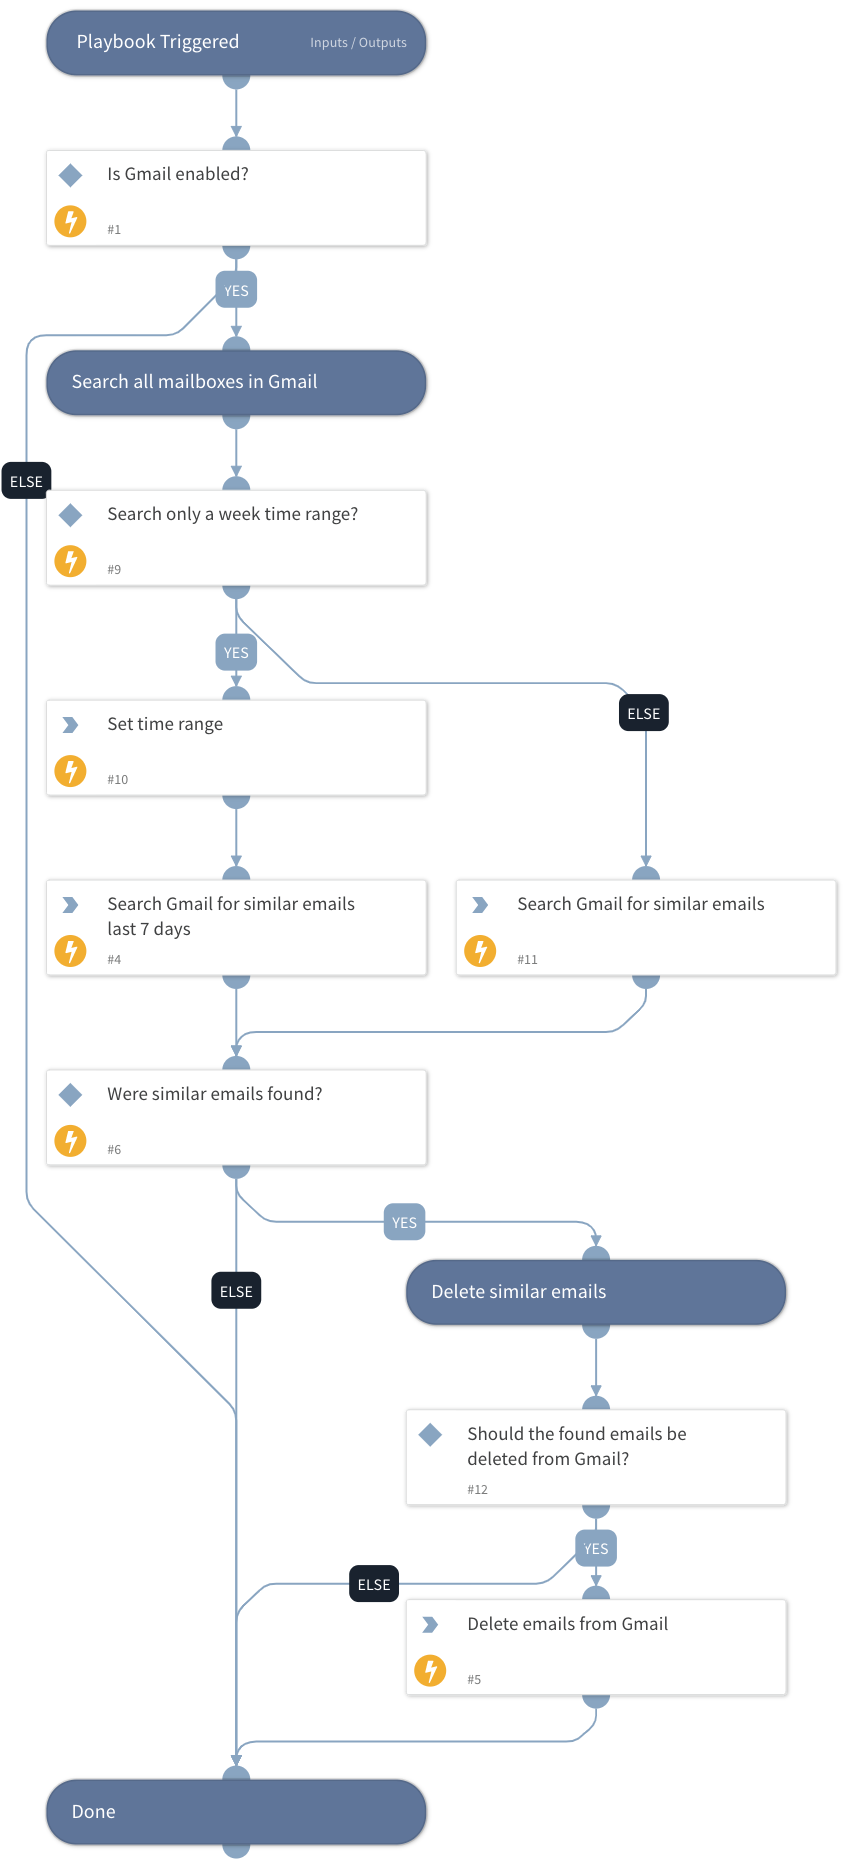 Playbook Triggered
Inputs / Outputs
Is Gmail enabled?
#1
YES
Search all mailboxes in Gmail
ELSE
Search only a week time range?
#9
YES
ELSE
Set time range
#10
Search Gmail for similar emails
last 7 days
#4
Search Gmail for similar emails
#11
Were similar emails found?
#6
YES
ELSE
Delete similar emails
Should the found emails be
deleted from Gmail?
#12
YES
ELSE
Delete emails from Gmail
#5
Done